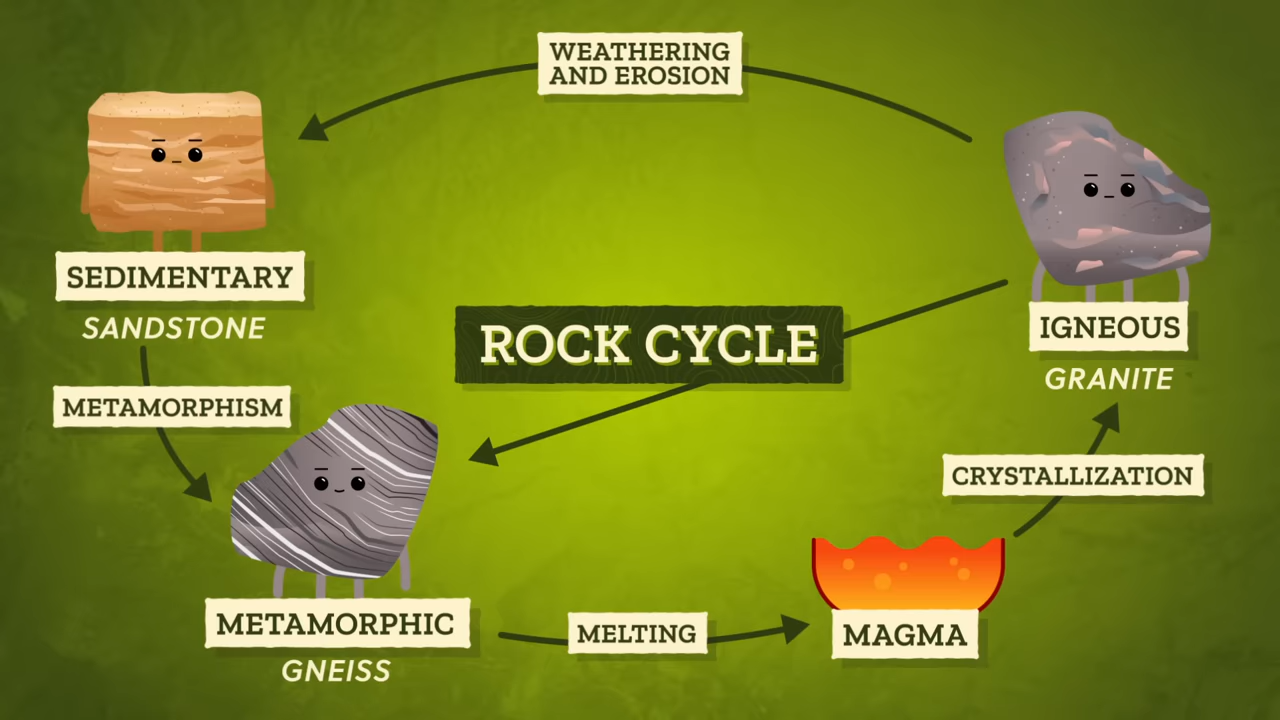 WEATHERING
AND EROSION
SEDIMENTARY
SANDSTONE
ROCK CYCLE
IGNEOUS
GRANITE
METAMORPHISM
CRYSTALLIZATION
METAMORPHIC
GNEISS
MELTING
MAGMA